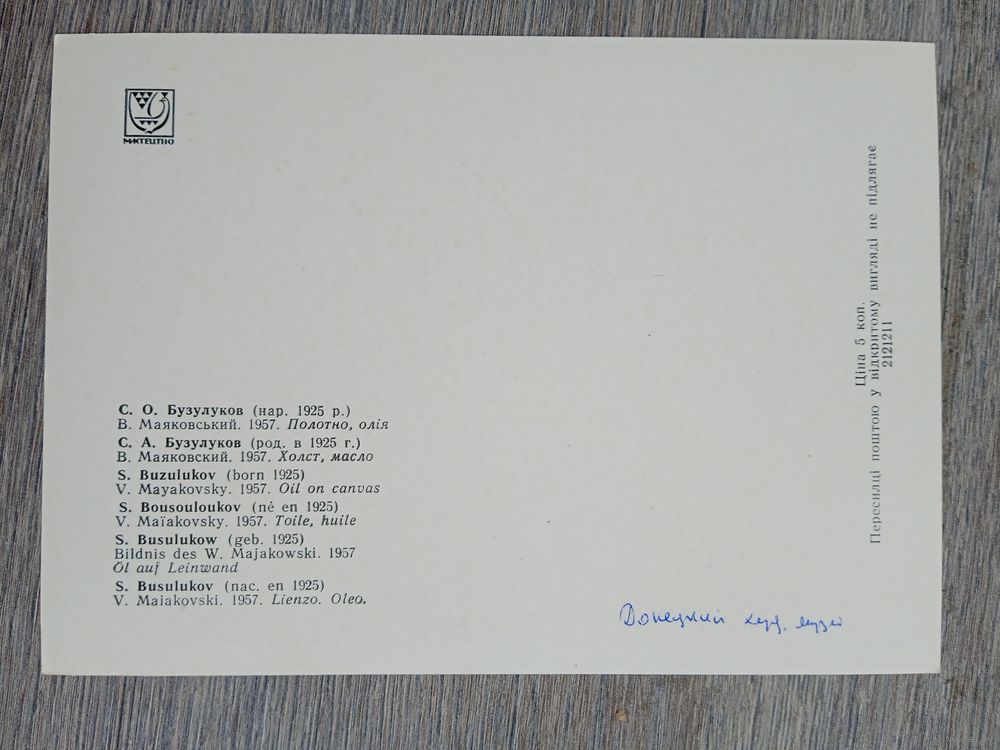 МИСТЕЦТВО
С. О. Бузулуков (нар. 1925 р.)
В. Маяковський. 1957. Полотно, олія
С. А. Бузулуков (род. в 1925 г.)
В. Маяковский. 1957. Холст, масло
S. Buzulukov (born 1925)
V. Mayakovsky. 1957. Oil on canvas
S. Bousouloukov (né en 1925)
V. Maïakovsky. 1957. Toile, huile
S. Busulukow (geb. 1925)
Bildnis des W. Majakowski. 1957
Öl auf Leinwand
S. Busulukov (nac. en 1925)
V. Maiakovski. 1957. Lienzo. Oleo.
Донецкий худ. музей
Ціна 5 коп.
Пересилці поштою у відкритому вигляді не підлягає
2121211